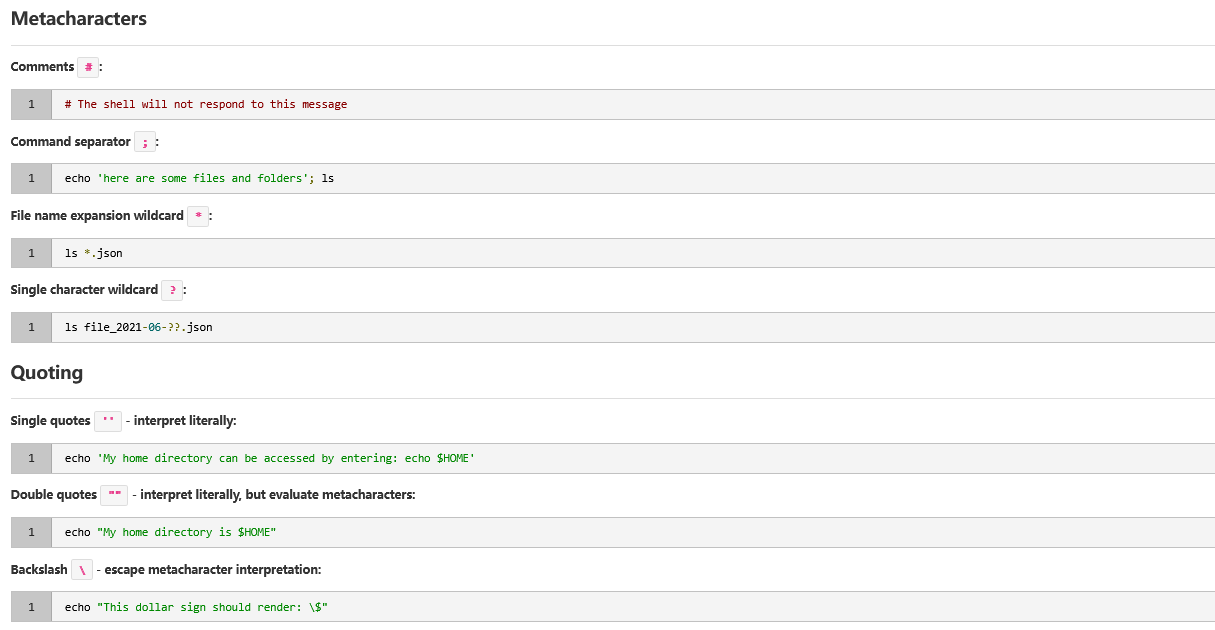 Metacharacters
Comments #:
1 # The shell will not respond to this message
Command separator ;:
1 echo 'here are some files and folders'; ls
File name expansion wildcard *:
1 ls *.json
Single character wildcard ?:
1 ls file_2021-06-??.json
Quoting
Single quotes '' - interpret literally:
1 echo 'My home directory can be accessed by entering: echo $HOME'
Double quotes "" - interpret literally, but evaluate metacharacters:
1 echo "My home directory is $HOME"
Backslash \ - escape metacharacter interpretation:
1 echo "This dollar sign should render: \$"